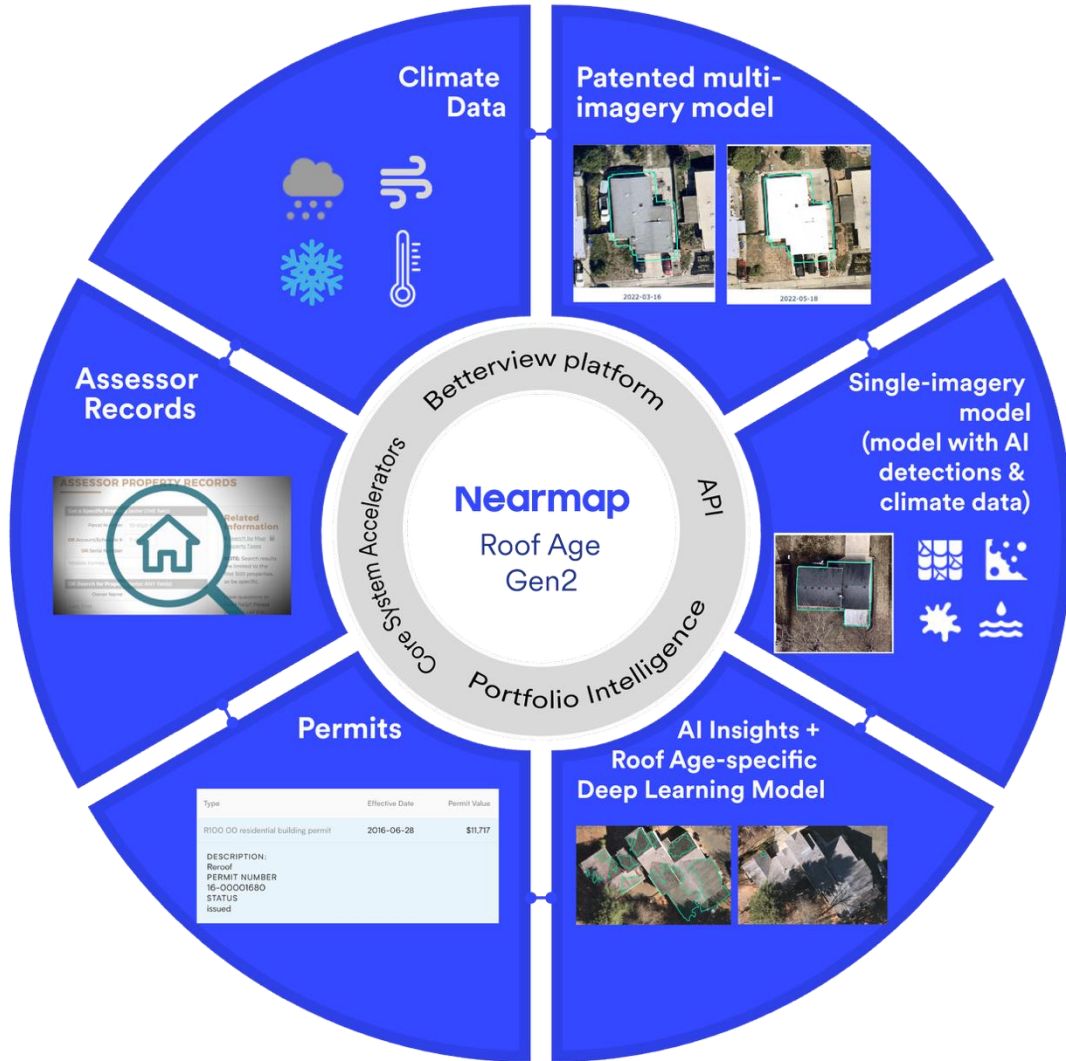 Climate
Data
Patented multi-
imagery model
2022-03-16
2022-05-18
Single-imagery
model
(model with AI
detections &
climate data)
AI Insights +
Roof Age-specific
Deep Learning Model
Permits
Type Effective Date Permit Value
R100 00 residential building permit 2016-06-28 $11,717
DESCRIPTION:
Reroof
PERMIT NUMBER
16-00001680
STATUS
issued
Assessor
Records
ASSESSOR PROPERTY RECORDS
Related
Information
Owner Name
Betterview platform
API
Portfolio Intelligence
Core System Accelerators
Nearmap
Roof Age
Gen2